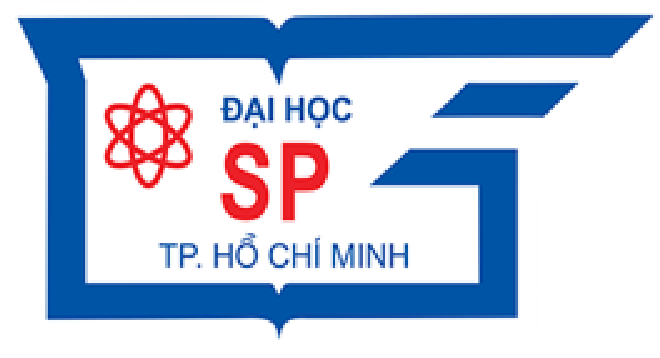 ĐẠI HỌC
SP
TP. HỒ CHÍ MINH